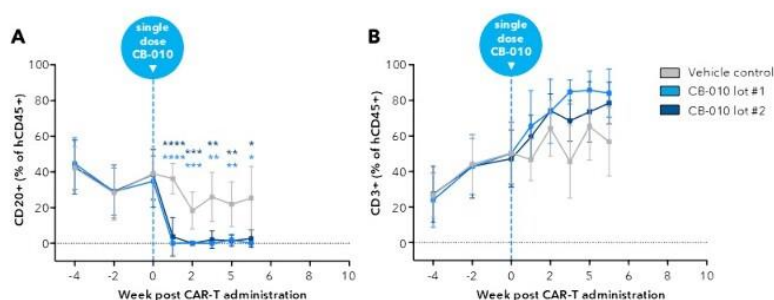 A
single
dose
CB-010
CD20+ (% of hCD45+)
100
80
60
40
20
0
**** *** ** ** *
**** *** ** ** *
-4 -2 0 2 5 6 8 10
Week post CAR-T administration
B
single
dose
CB-010
CD3+ (% of hCD45+)
100
80
60
40
20
0
-4 -2 0 2 5 6 8 10
Week post CAR-T administration
Vehicle control
CB-010 lot #1
CB-010 lot #2